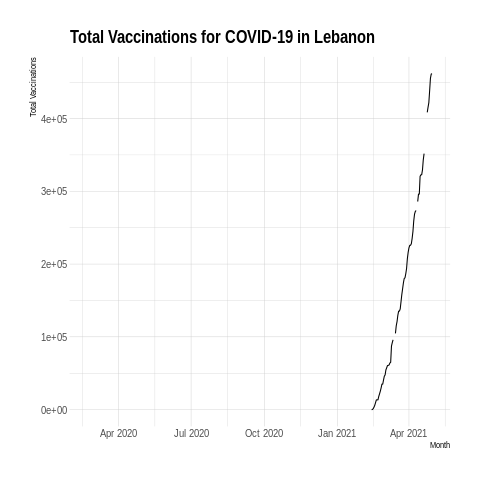 Total Vaccinations for COVID-19 in Lebanon
Total Vaccinations
4e+05
3e+05
2e+05
1e+05
0e+00
Apr 2020 Jul 2020 Oct 2020 Jan 2021 Apr 2021
Month